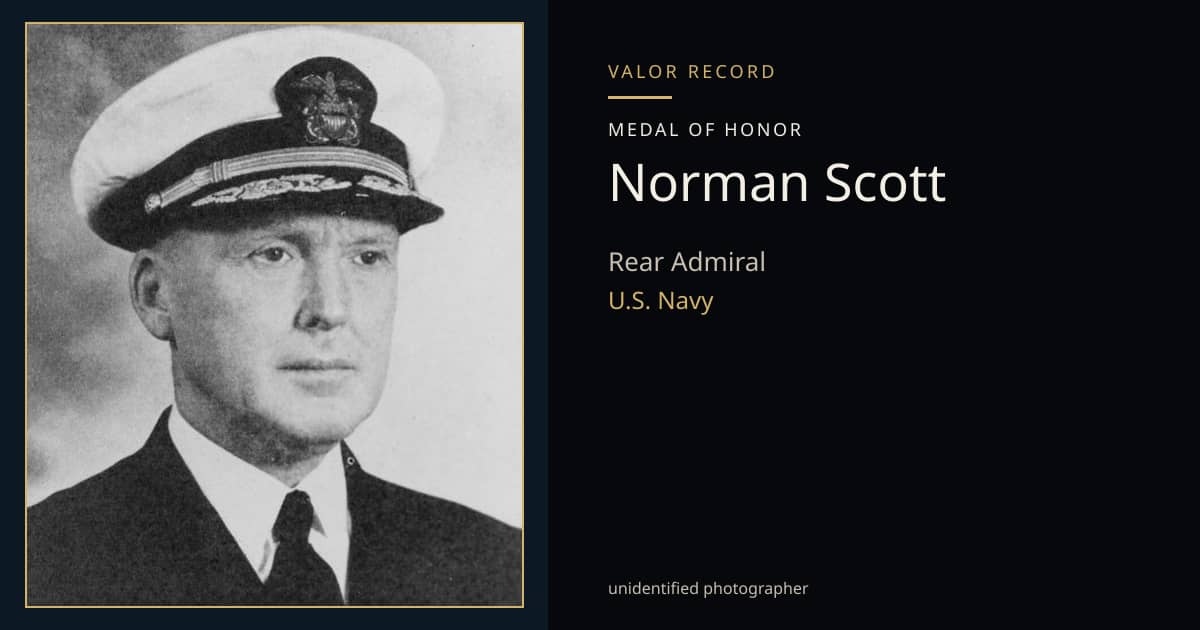 VALOR RECORD
MEDAL OF HONOR
Norman Scott
Rear Admiral
U.S. Navy
unidentified photographer